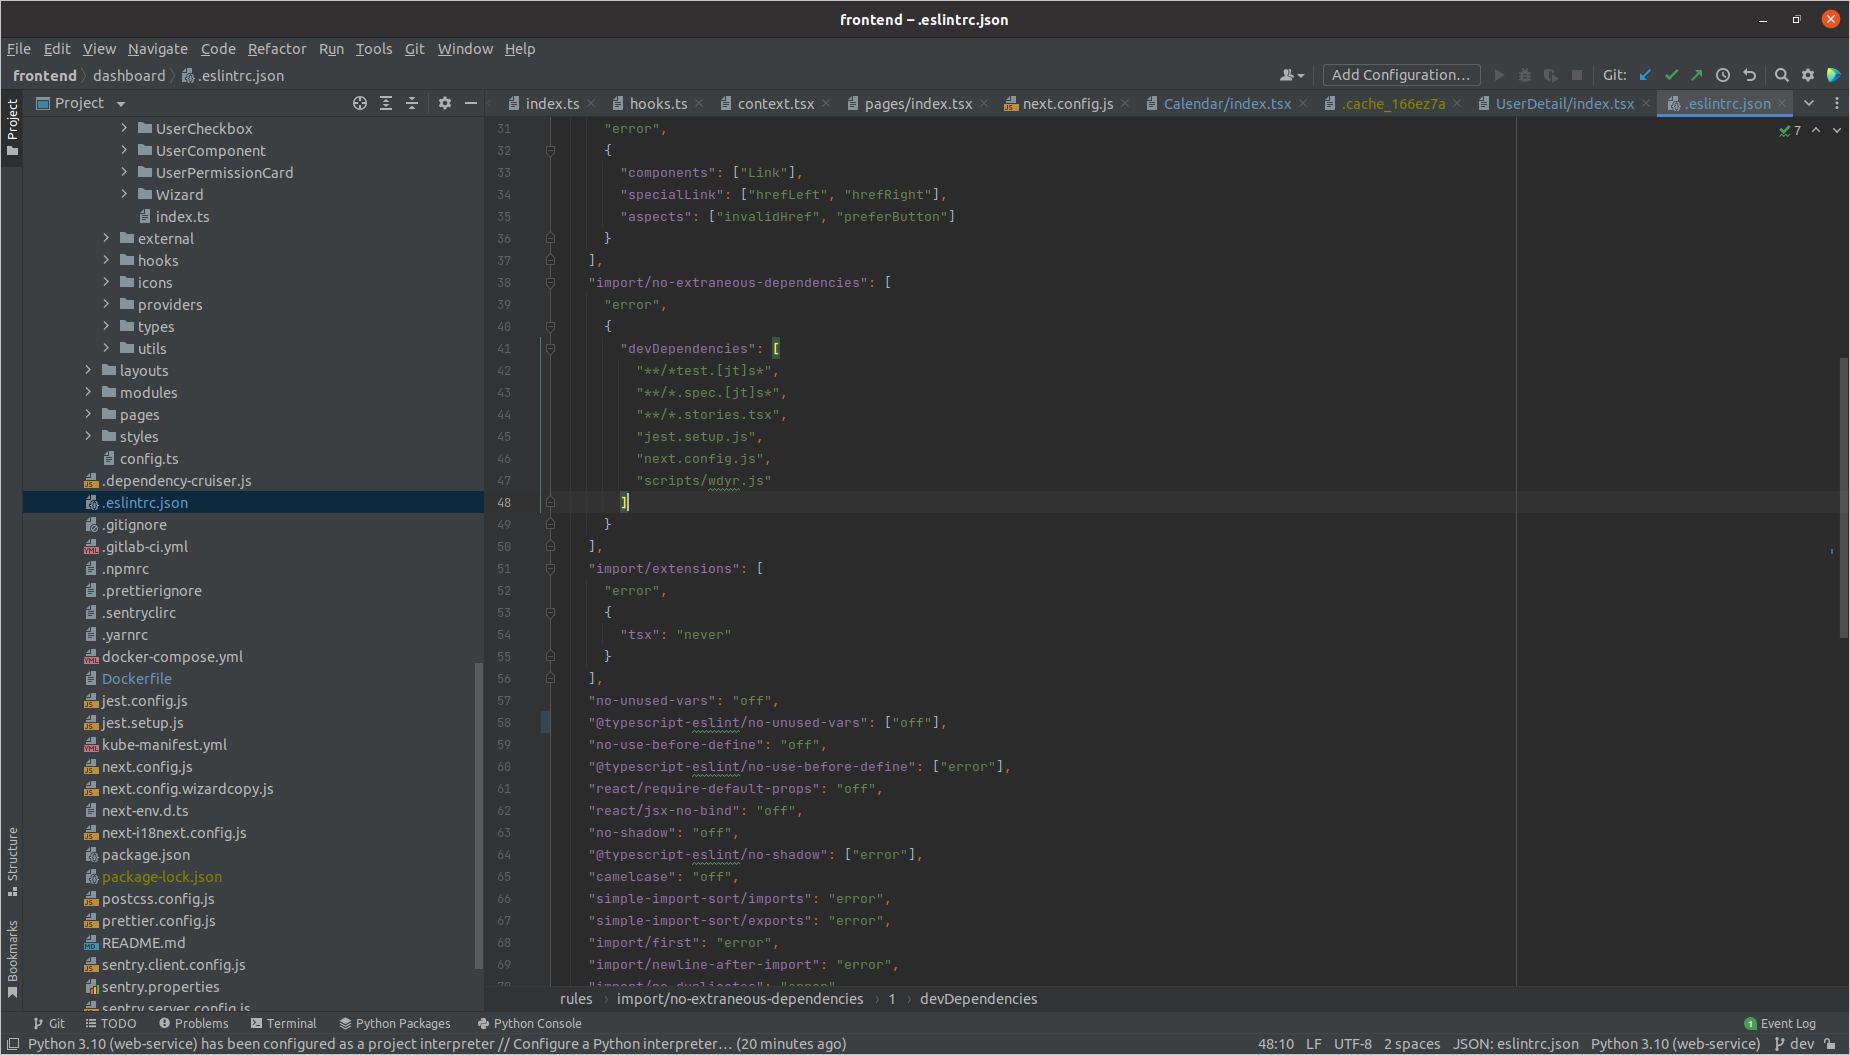 frontend – .eslintrc.json
File Edit View Navigate Code Refactor Run Tools Git Window Help
frontend dashboard .eslintrc.json
Add Configuration... Git:
Project
index.ts hooks.ts context.tsx pages/index.tsx next.config.js Calendar/index.tsx .cache_166ez7a UserDetail/index.tsx .eslintrc.json
Project
Structure
Bookmarks
UserCheckbox
UserComponent
UserPermissionCard
Wizard
index.ts
external
hooks
icons
providers
types
utils
layouts
modules
pages
styles
config.ts
.dependency-cruiser.js
.eslintrc.json
.gitignore
.gitlab-ci.yml
.npmrc
.prettierignore
.sentryclirc
.yarnrc
docker-compose.yml
Dockerfile
jest.config.js
jest.setup.js
kube-manifest.yml
next.config.js
next.config.wizardcopy.js
next-env.d.ts
next-i18next.config.js
package.json
package-lock.json
postcss.config.js
prettier.config.js
README.md
sentry.client.config.js
sentry.properties
sentry.server.config.js
7
31 "error",
32 {
33 "components": ["Link"],
34 "specialLink": ["hrefLeft", "hrefRight"],
35 "aspects": ["invalidHref", "preferButton"]
36 }
37 ],
38 "import/no-extraneous-dependencies": [
39 "error",
40 {
41 "devDependencies": [
42 "**/*test.[jt]s*",
43 "**/*.spec.[jt]s*",
44 "**/*.stories.tsx",
45 "jest.setup.js",
46 "next.config.js",
47 "scripts/wdyr.js"
48 ]
49 }
50 ],
51 "import/extensions": [
52 "error",
53 {
54 "tsx": "never"
55 }
56 ],
57 "no-unused-vars": "off",
58 "@typescript-eslint/no-unused-vars": ["off"],
59 "no-use-before-define": "off",
60 "@typescript-eslint/no-use-before-define": ["error"],
61 "react/require-default-props": "off",
62 "react/jsx-no-bind": "off",
63 "no-shadow": "off",
64 "@typescript-eslint/no-shadow": ["error"],
65 "camelcase": "off",
66 "simple-import-sort/imports": "error",
67 "simple-import-sort/exports": "error",
68 "import/first": "error",
69 "import/newline-after-import": "error",
70 "import/no-duplicates": "error"
rules import/no-extraneous-dependencies 1 devDependencies
Git TODO Problems Terminal Python Packages Python Console 1 Event Log
Python 3.10 (web-service) has been configured as a project interpreter // Configure a Python interpreter... (20 minutes ago) 48:10 LF UTF-8 2 spaces JSON: eslintrc.json Python 3.10 (web-service) dev